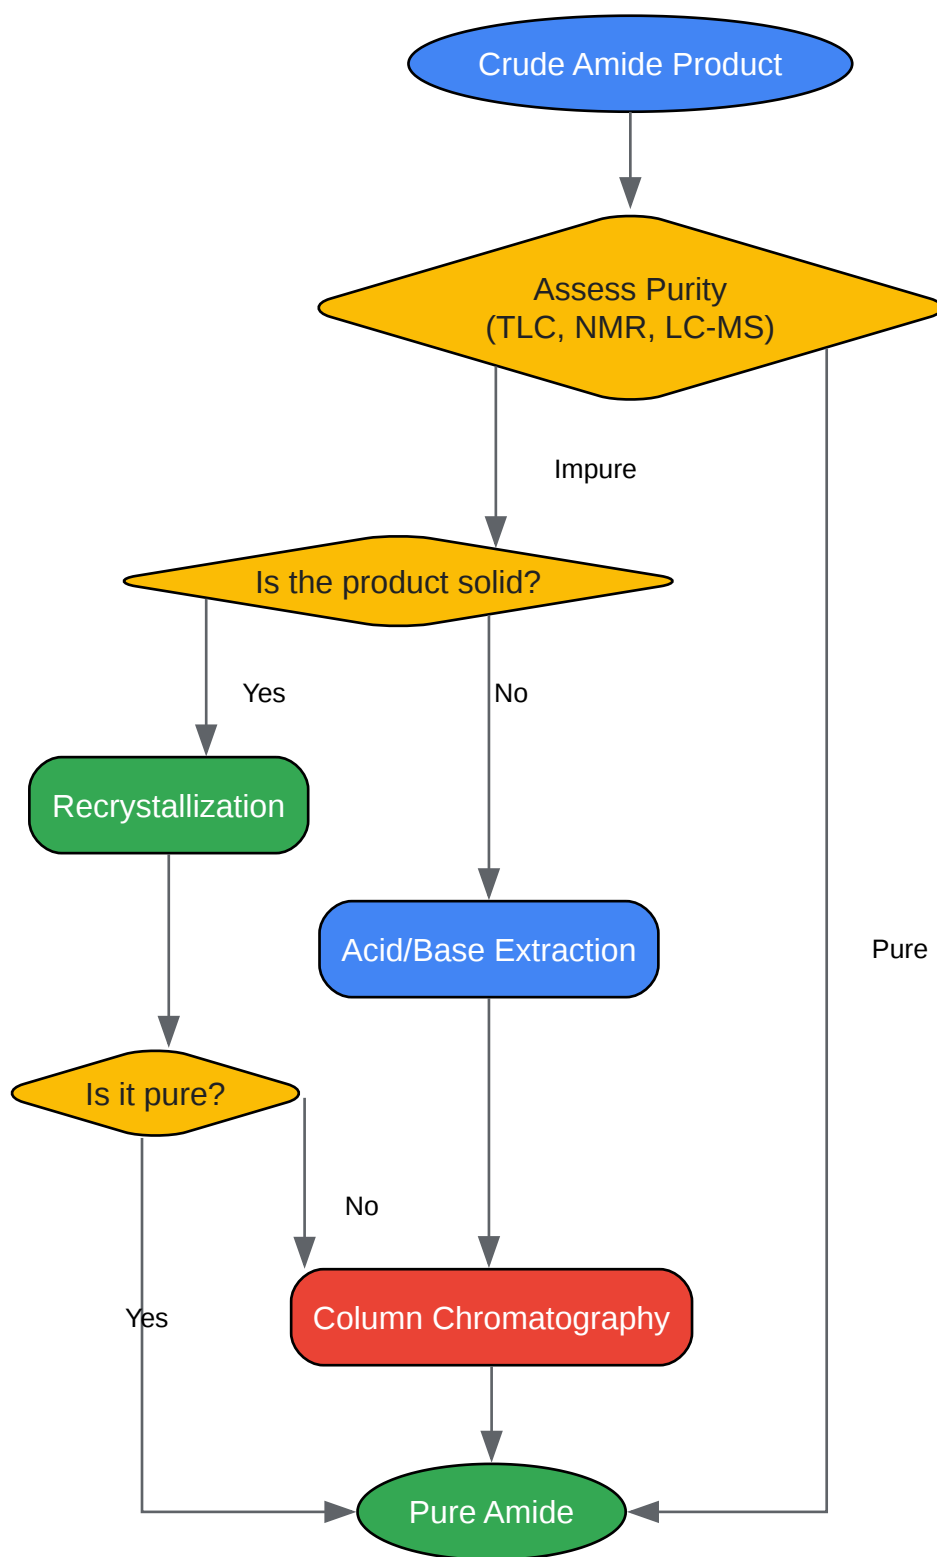 Crude Amide Product
Assess Purity
(TLC, NMR, LC-MS)
Impure
Is the product solid?
Yes
No
Recrystallization
Acid/Base Extraction
Pure
Is it pure?
No
Yes
Column Chromatography
Pure Amide